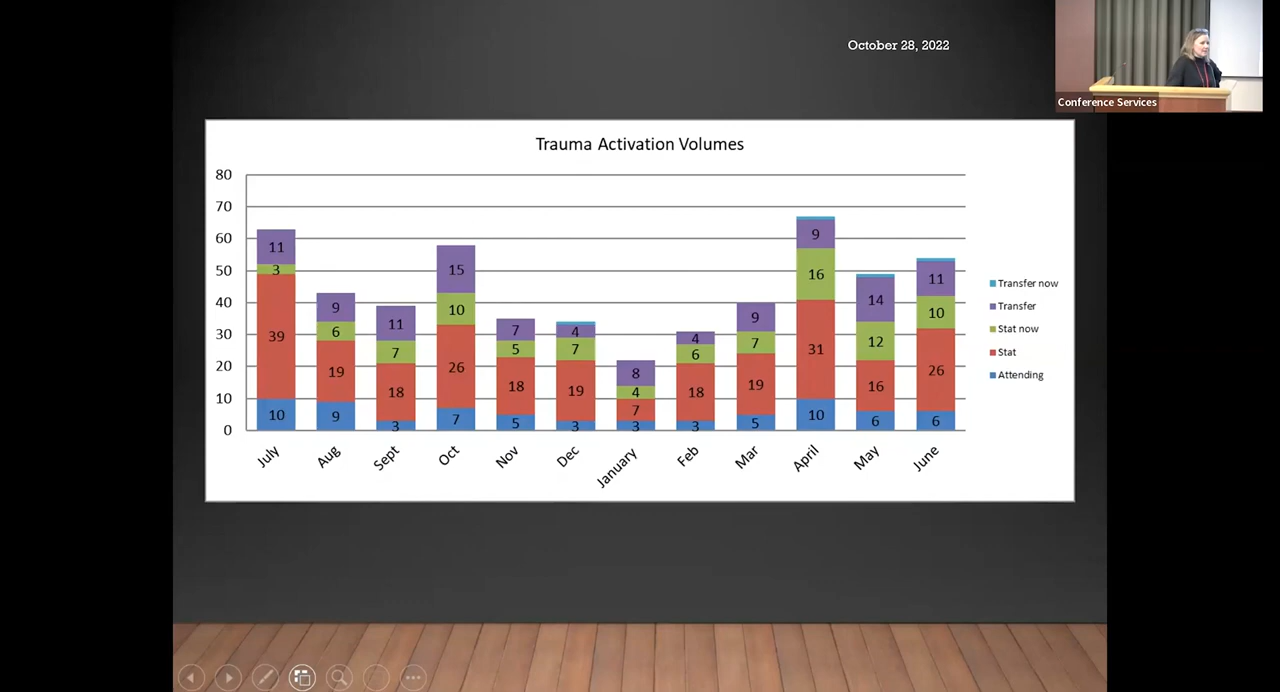 October 28, 2022
Conference Services
Trauma Activation Volumes
80
70
60
50
40
30
20
10
0
11
3
39
10
9
6
19
9
11
7
18
3
15
10
26
7
7
5
18
5
4
7
19
3
8
4
7
3
4
6
18
3
9
7
19
5
9
16
31
10
14
12
16
6
11
10
26
6
July
Aug
Sept
Oct
Nov
Dec
January
Feb
Mar
April
May
June
Transfer now
Transfer
Stat now
Stat
Attending